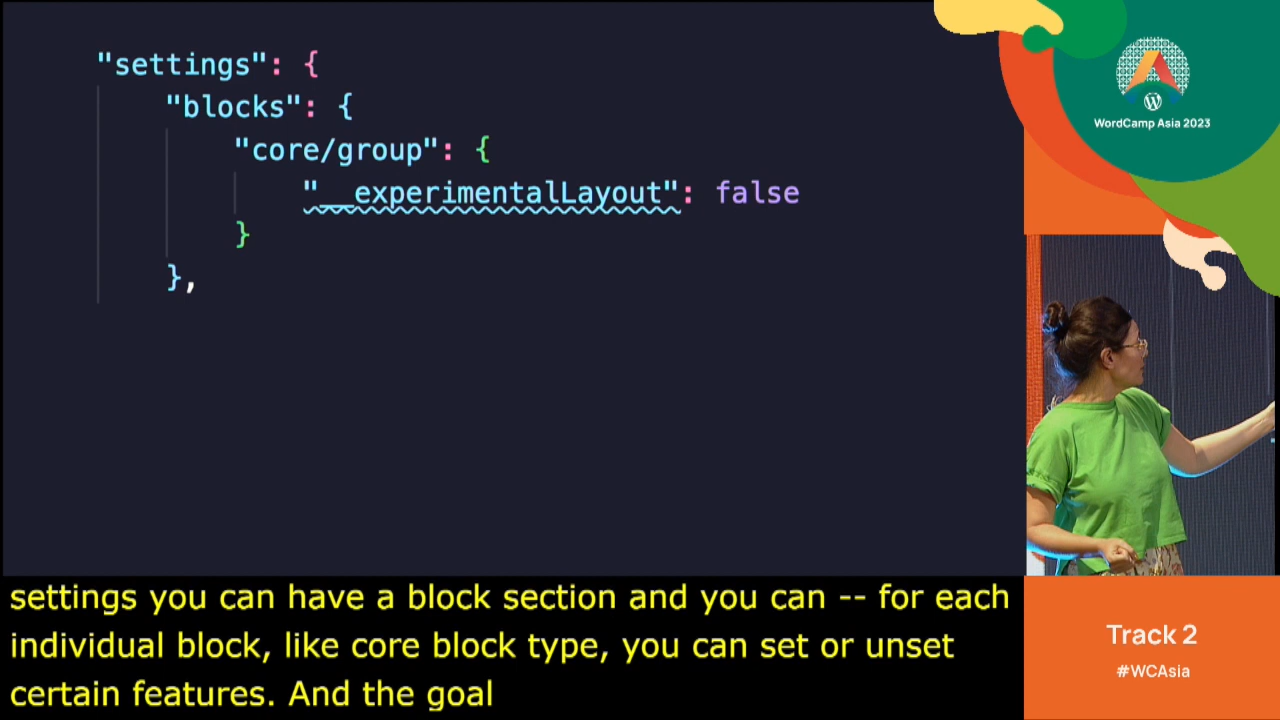 "settings": {
"blocks": {
"core/group": {
"__experimentalLayout": false
}
},
WordCamp Asia 2023
settings you can have a block section and you can -- for each
individual block, like core block type, you can set or unset
certain features. And the goal
Track 2
#WCAsia